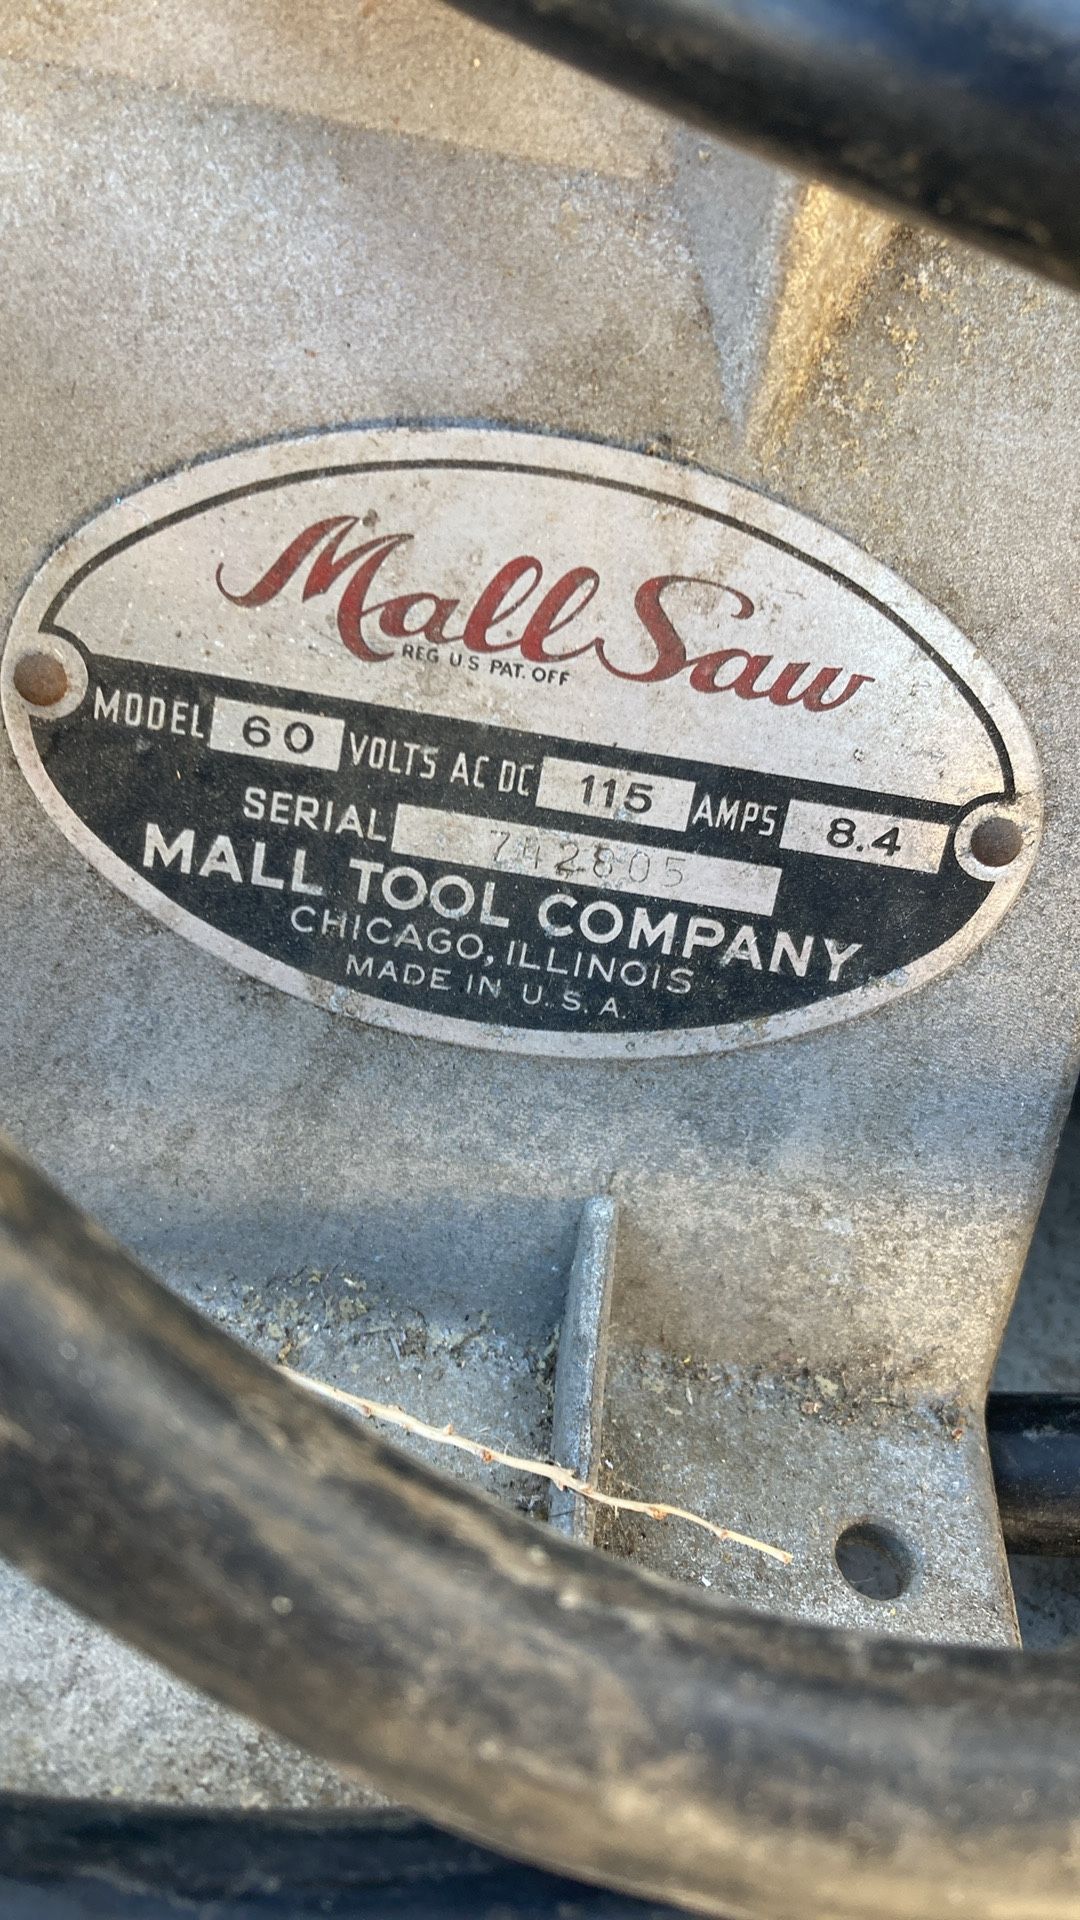 Mall Saw
REG U S PAT. OFF
MODEL 60 VOLTS AC DC 115 AMPS 8.4
SERIAL 742805
MALL TOOL COMPANY
CHICAGO, ILLINOIS
MADE IN U. S. A.